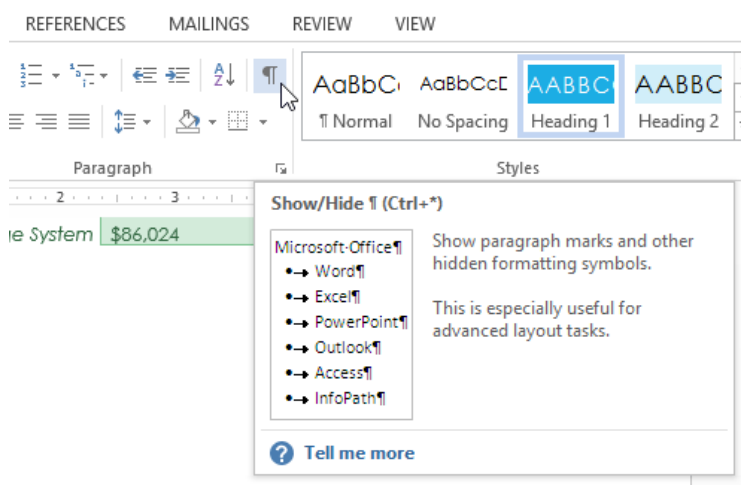 REFERENCES MAILINGS REVIEW VIEW
AaBbC AaBbCcD AABBC AABBC
¶ Normal No Spacing Heading 1 Heading 2
Paragraph Styles
2 3
Show/Hide ¶ (Ctrl+*)
e System $86,024
Microsoft·Office¶
Word¶
Excel¶
PowerPoint¶
Outlook¶
Access¶
InfoPath¶
Show paragraph marks and other
hidden formatting symbols.
This is especially useful for
advanced layout tasks.
Tell me more